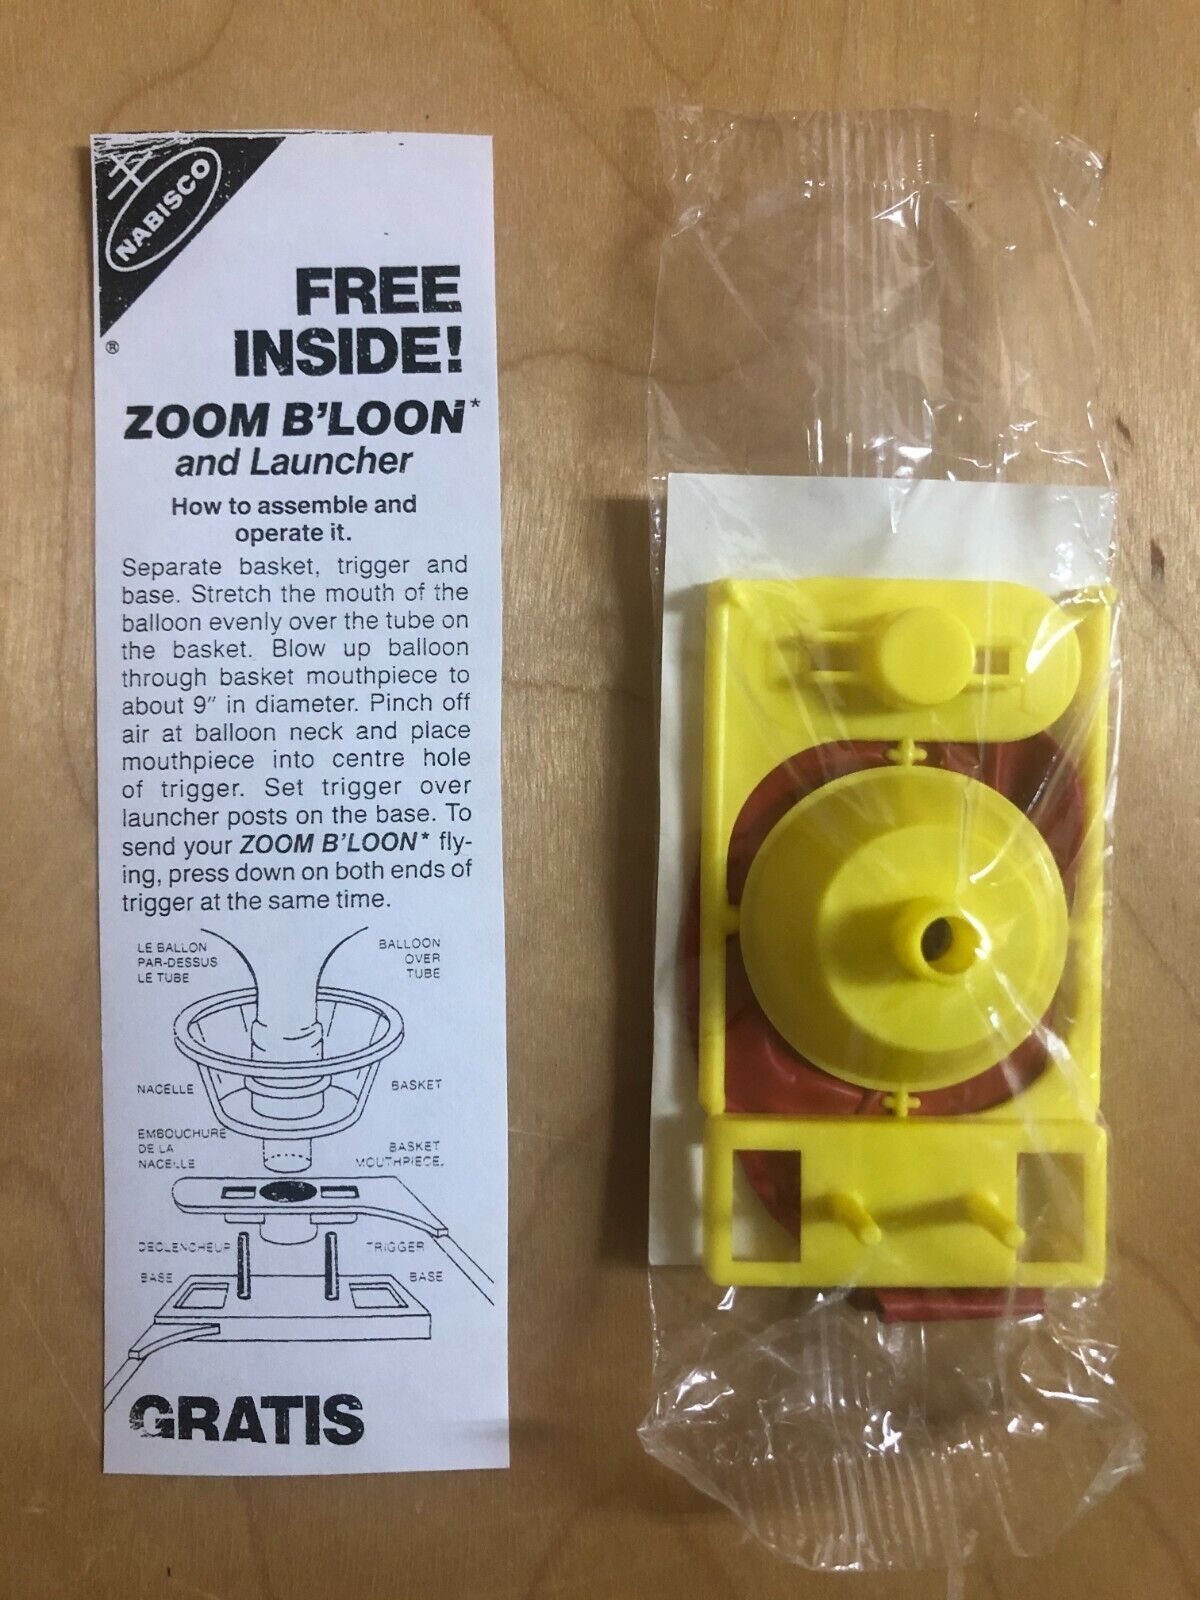 NABISCO
®
FREE
INSIDE!
ZOOM B'LOON*
and Launcher
How to assemble and
operate it.
Separate basket, trigger and
base. Stretch the mouth of the
balloon evenly over the tube on
the basket. Blow up balloon
through basket mouthpiece to
about 9" in diameter. Pinch off
air at balloon neck and place
mouthpiece into centre hole
of trigger. Set trigger over
launcher posts on the base. To
send your ZOOM B'LOON* fly-
ing, press down on both ends of
trigger at the same time.
LE BALLON
PAR-DESSUS
LE TUBE
BALLOON
OVER
TUBE
NACELLE
BASKET
EMBOUCHURE
DE LA
NACELLE
BASKET
MOUTHPIECE.
DECLENCHEUR
TRIGGER
BASE
BASE
GRATIS